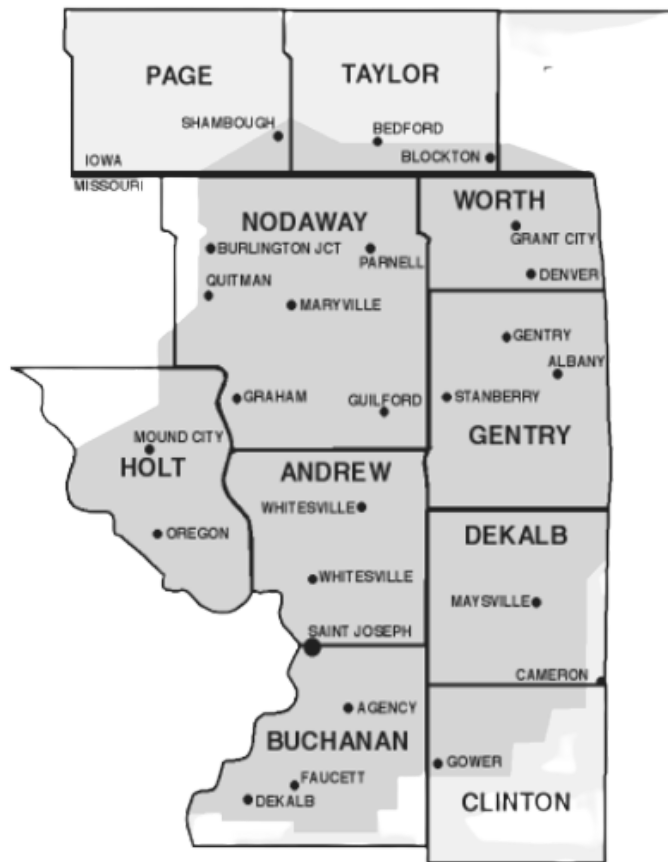 PAGE
TAYLOR
SHAMBOUGH
BEDFORD
BLOCKTON
IOWA
MISSOURI
NODAWAY
WORTH
GRANT CITY
BURLINGTON JCT
PARNELL
DENVER
QUITMAN
MARYVILLE
GENTRY
ALBANY
GRAHAM
GUILFORD
STANBERRY
MOUND CITY
HOLT
ANDREW
GENTRY
WHITESVILLE
OREGON
DEKALB
WHITESVILLE
MAYSVILLE
SAINT JOSEPH
CAMERON
AGENCY
BUCHANAN
GOWER
FAUCETT
DEKALB
CLINTON